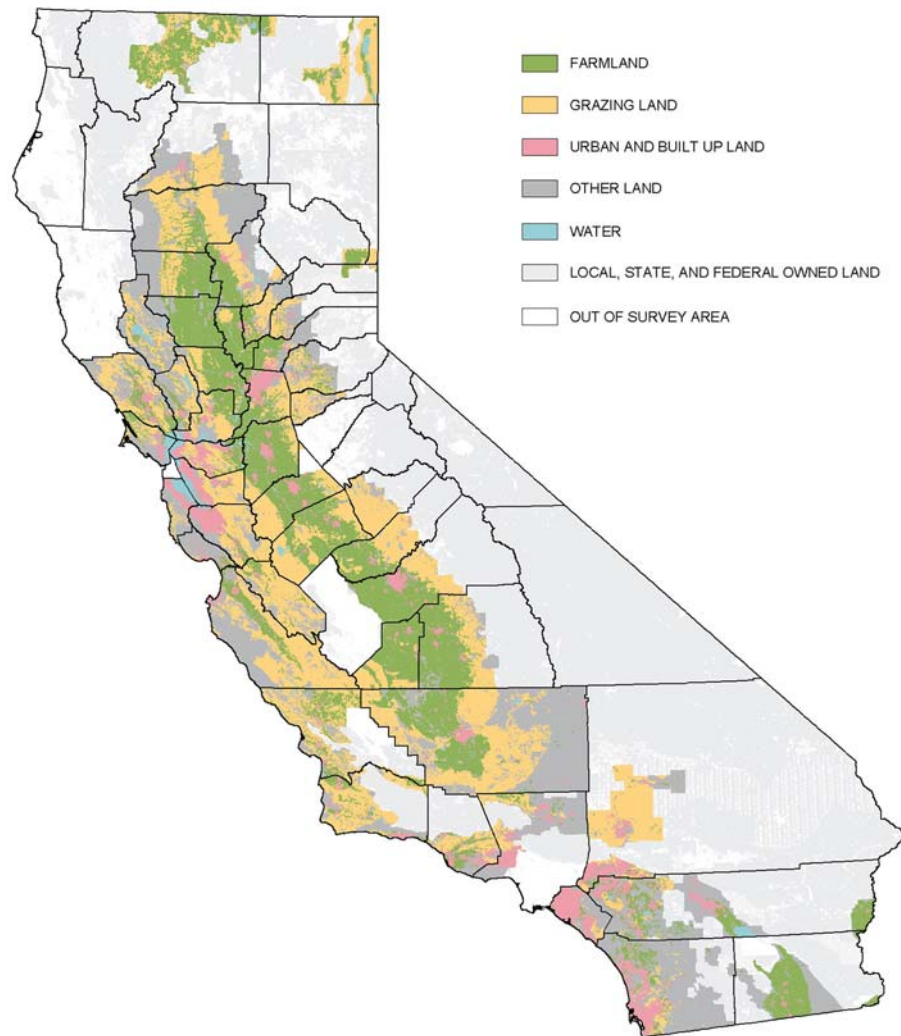 FARMLAND
GRAZING LAND
URBAN AND BUILT UP LAND
OTHER LAND
WATER
LOCAL, STATE, AND FEDERAL OWNED LAND
OUT OF SURVEY AREA